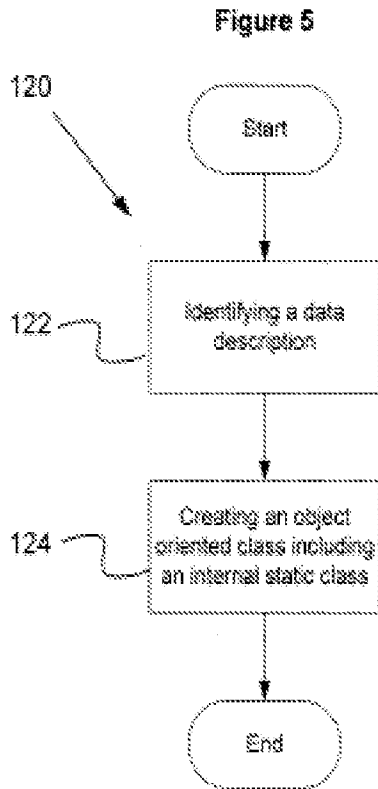 Figure 5
120
Start
122
Identifying a data
description
124
Creating an object
oriented class including
an internal static class
End